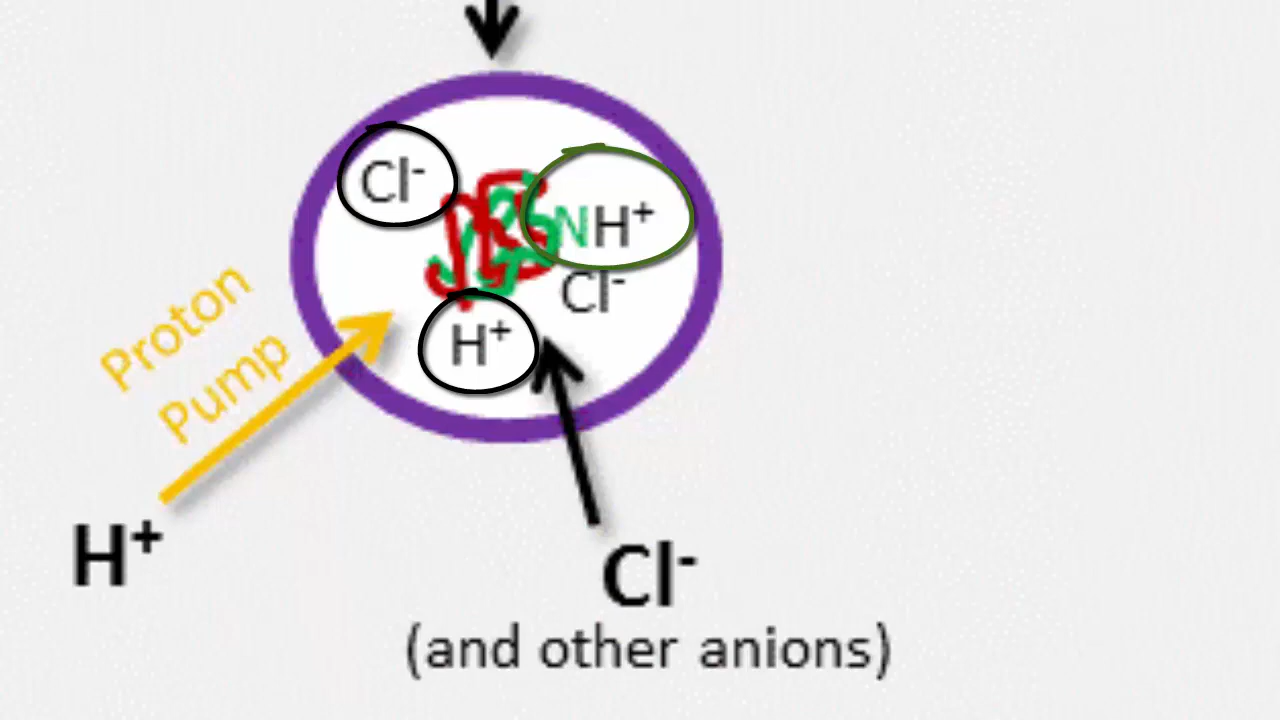 Cl⁻
NH⁺
Cl⁻
H⁺
Proton
Pump
H⁺
Cl⁻
(and other anions)